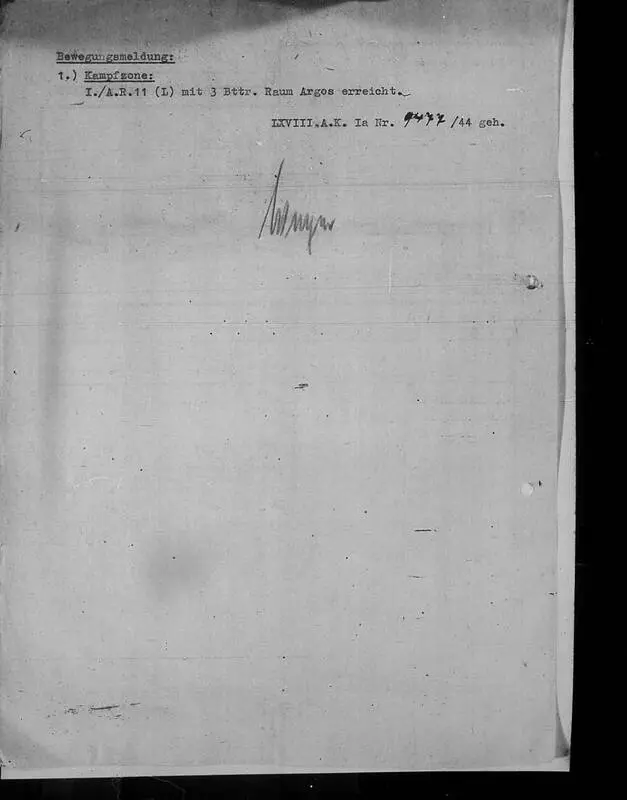 Bewegungsmeldung:
1.) Kampfzone:
I./A.R.11 (L) mit 3 Bttr. Raum Argos erreicht.
LXVIII.A.K. Ia Nr. 9477/44 geh.